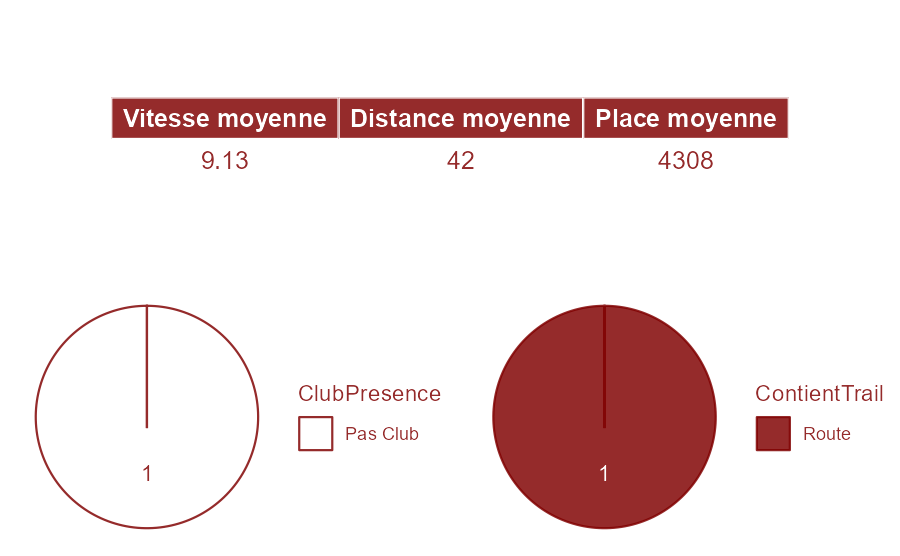 Vitesse moyenne Distance moyenne Place moyenne
9.13 42 4308
ClubPresence
Pas Club
1
ContientTrail
Route
1